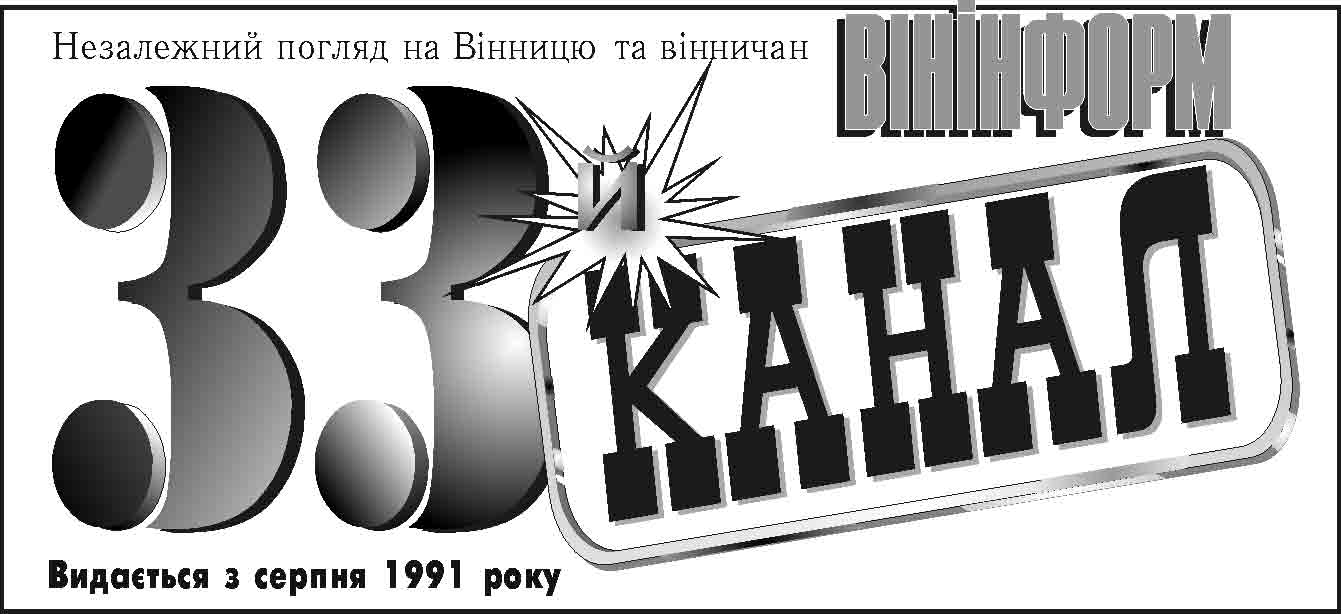 Незалежний погляд на Вінницю та вінничан
ВІНІНФОРМ
33
Й
КАНАЛ
Видається з серпня 1991 року